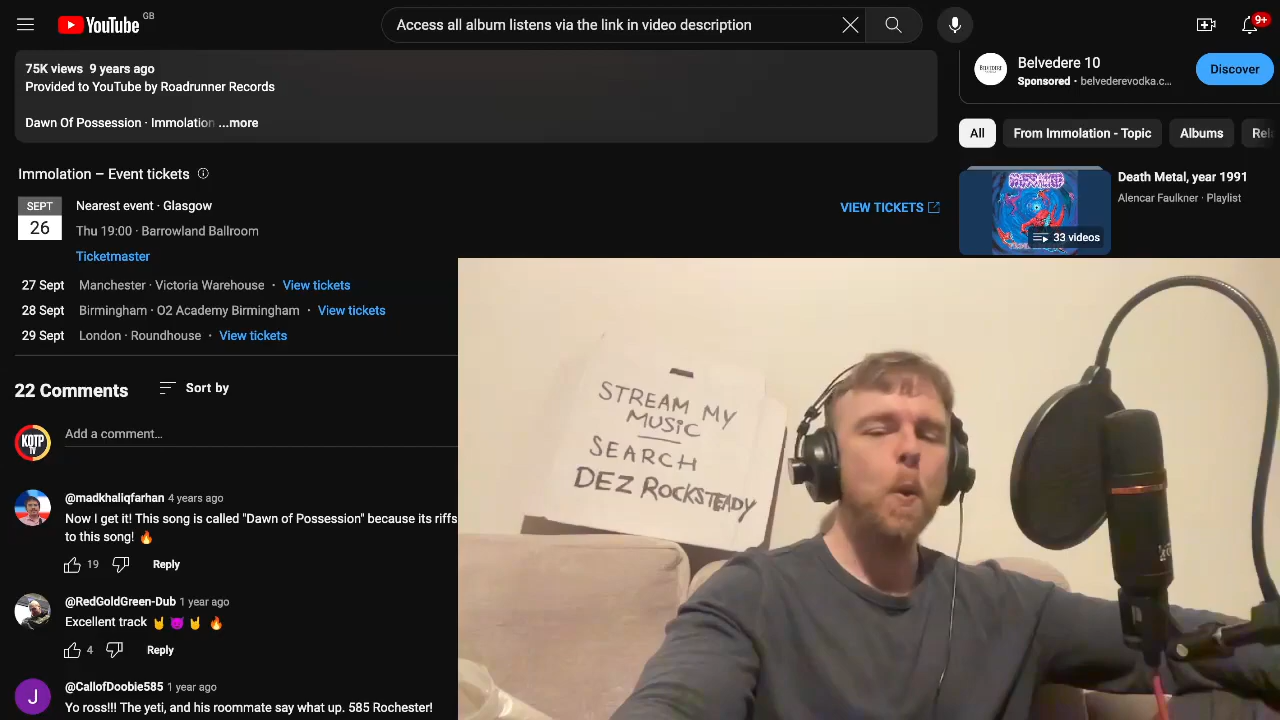 YouTube GB
Access all album listens via the link in video description
9+
75K views 9 years ago
Provided to YouTube by Roadrunner Records
Dawn Of Possession · Immolation ...more
Belvedere 10
Sponsored · belvederevodka.c...
Discover
All
From Immolation - Topic
Albums
Immolation – Event tickets
SEPT
26
Nearest event · Glasgow
Thu 19:00 · Barrowland Ballroom
Ticketmaster
VIEW TICKETS
Death Metal, year 1991
Alencar Faulkner · Playlist
33 videos
27 Sept Manchester · Victoria Warehouse · View tickets
28 Sept Birmingham · O2 Academy Birmingham · View tickets
29 Sept London · Roundhouse · View tickets
22 Comments
Sort by
KOTP
TV
Add a comment...
@madkhaliqfarhan 4 years ago
Now I get it! This song is called "Dawn of Possession" because its riffs
to this song! 🔥
19 Reply
@RedGoldGreen-Dub 1 year ago
Excellent track 🤘 😈 🤘 🔥
4 Reply
J
@CallofDoobie585 1 year ago
Yo ross!!! The yeti, and his roommate say what up. 585 Rochester!
STREAM MY
MUSIC
SEARCH
DEZ ROCKSTEADY